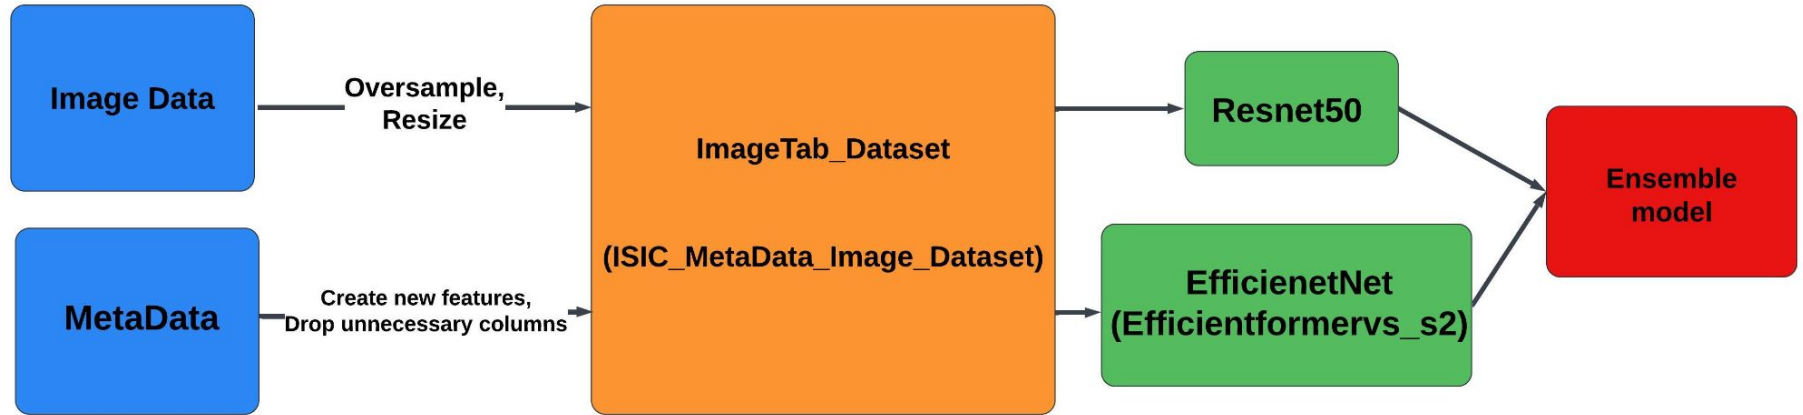 Image Data
Oversample,
Resize
MetaData
Create new features,
Drop unnecessary columns
ImageTab_Dataset
(ISIC_MetaData_Image_Dataset)
Resnet50
EfficienetNet
(Efficientformervs_s2)
Ensemble
model